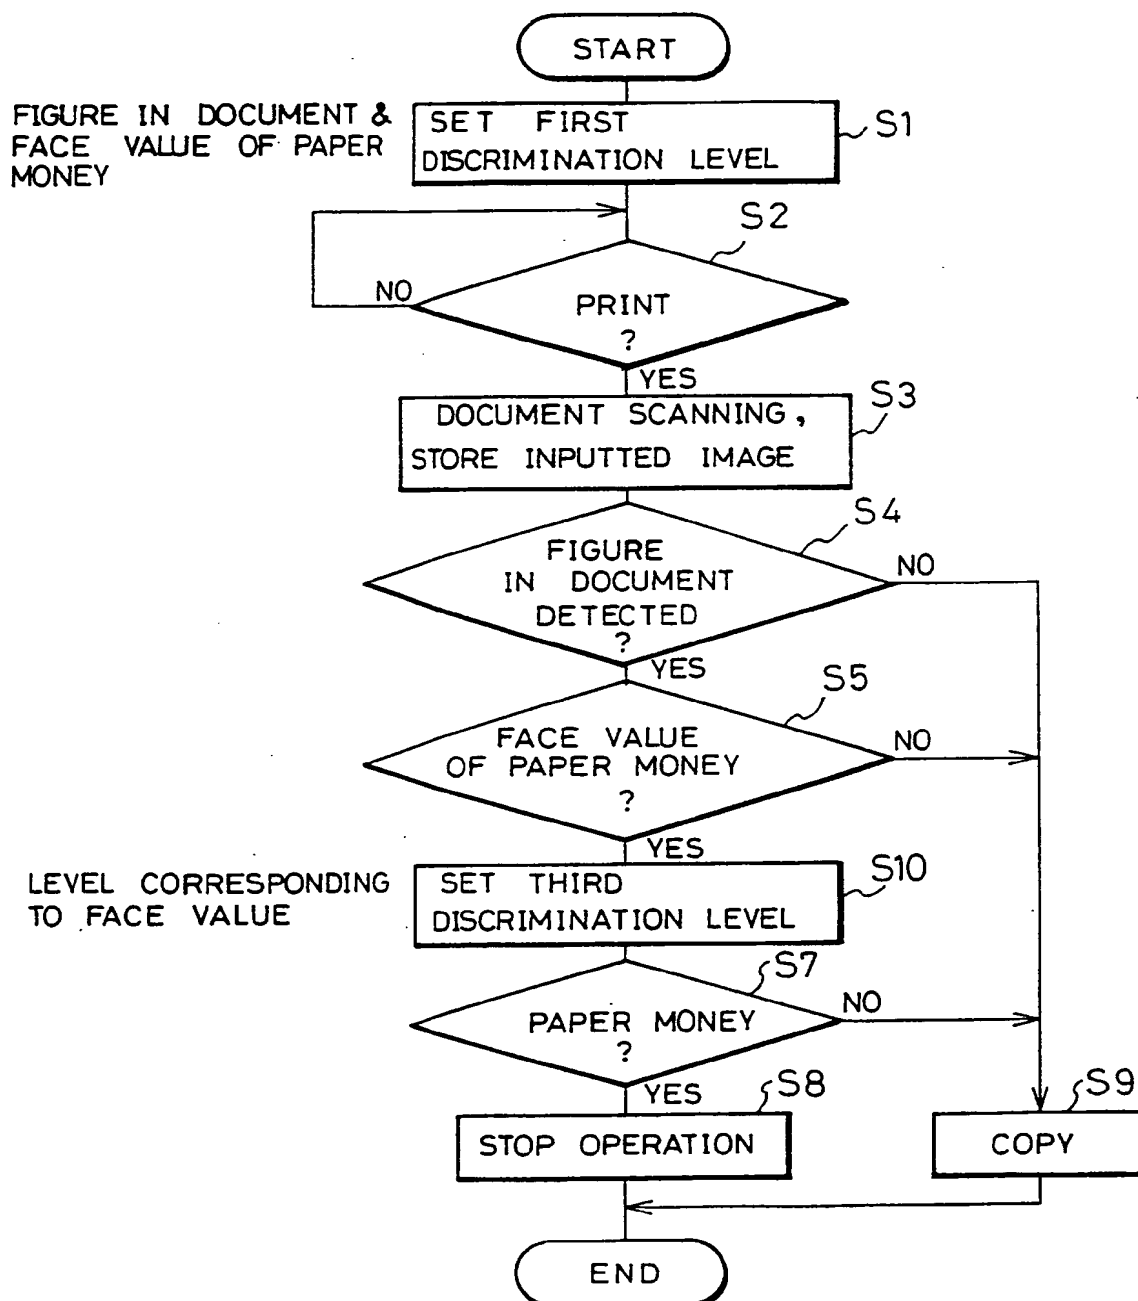 START
FIGURE IN DOCUMENT &
FACE VALUE OF PAPER
MONEY
SET FIRST
DISCRIMINATION LEVEL
S1
S2
NO
PRINT
?
YES
S3
DOCUMENT SCANNING,
STORE INPUTTED IMAGE
S4
FIGURE
IN DOCUMENT
DETECTED
?
NO
YES
S5
FACE VALUE
OF PAPER MONEY
?
NO
YES
LEVEL CORRESPONDING
TO FACE VALUE
SET THIRD
DISCRIMINATION LEVEL
S10
S7
PAPER MONEY
?
NO
YES
S8
STOP OPERATION
S9
COPY
END